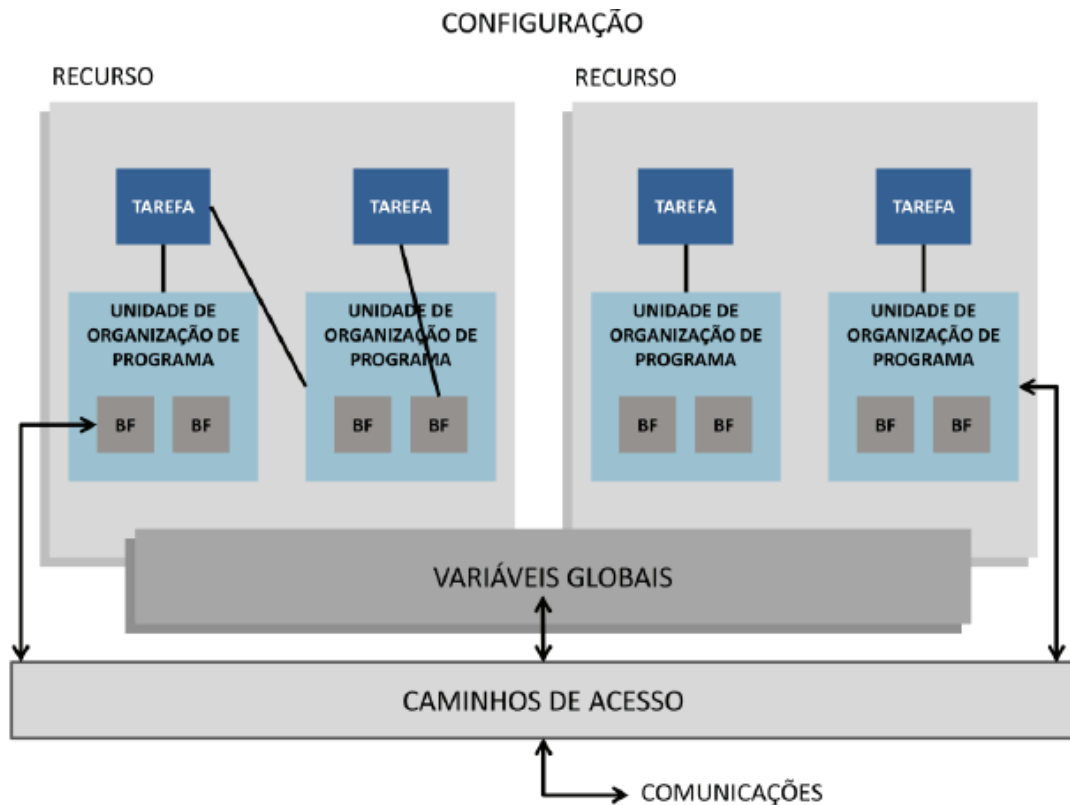 CONFIGURAÇÃO
RECURSO
RECURSO
TAREFA
TAREFA
TAREFA
TAREFA
UNIDADE DE
ORGANIZAÇÃO DE
PROGRAMA
UNIDADE DE
ORGANIZAÇÃO DE
PROGRAMA
UNIDADE DE
ORGANIZAÇÃO DE
PROGRAMA
UNIDADE DE
ORGANIZAÇÃO DE
PROGRAMA
BF
BF
BF
BF
BF
BF
BF
BF
VARIÁVEIS GLOBAIS
CAMINHOS DE ACESSO
COMUNICAÇÕES